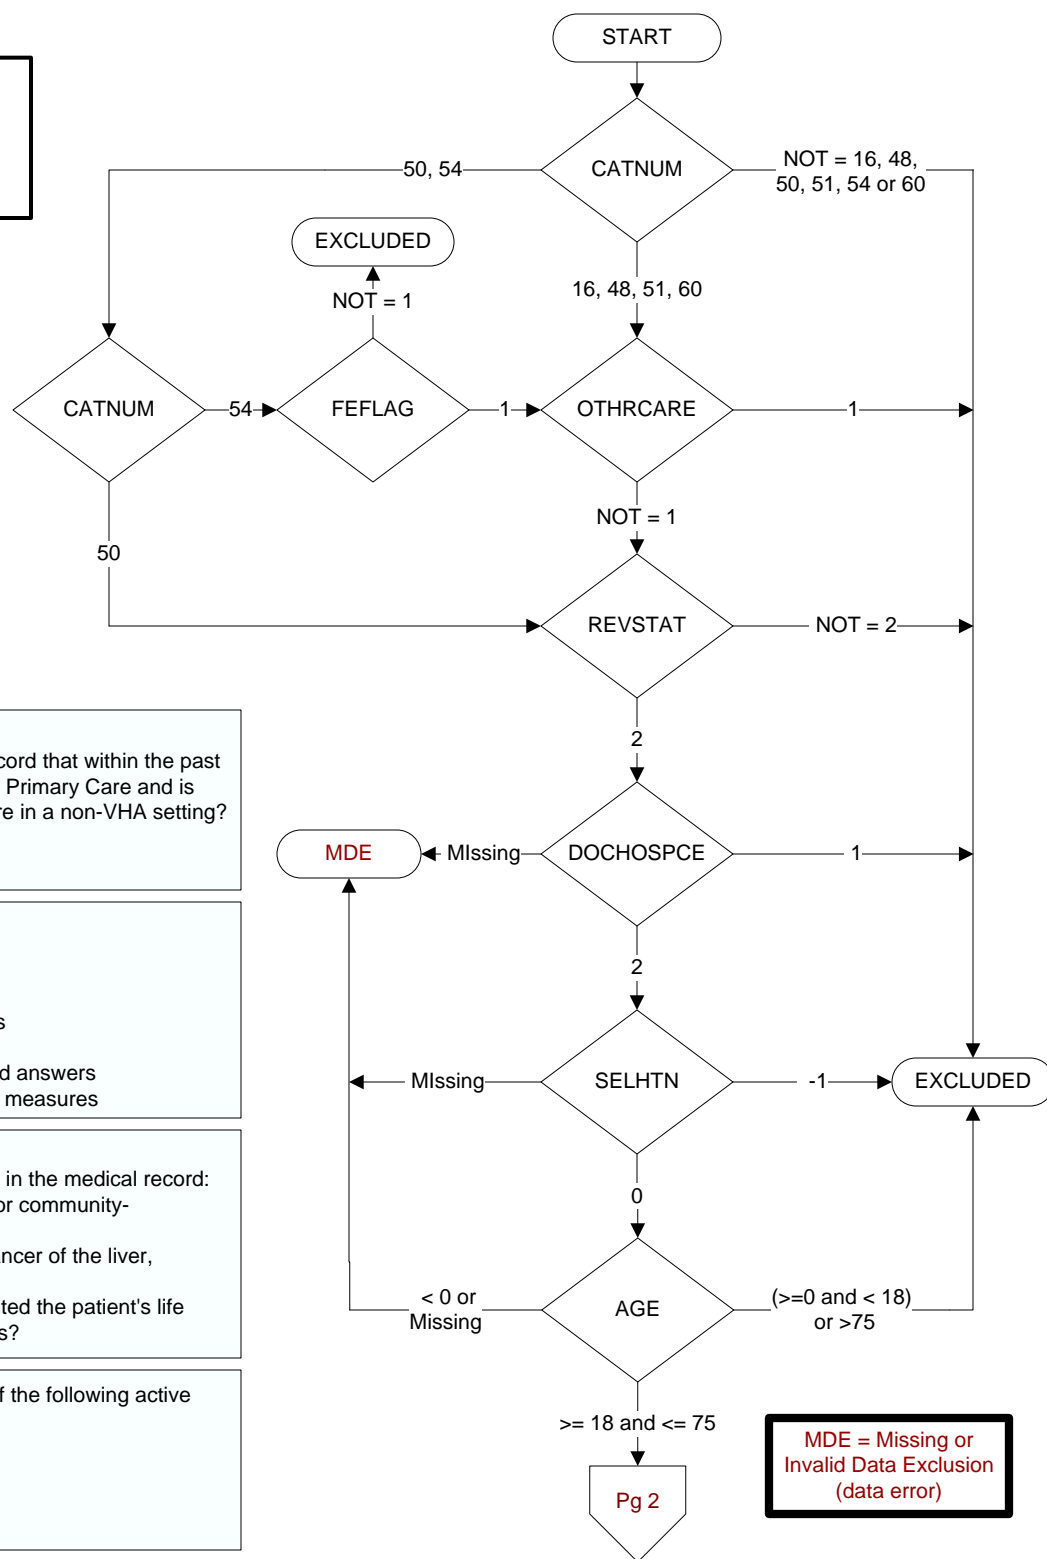 START
CATNUM
50, 54
NOT = 16, 48,
50, 51, 54 or 60
EXCLUDED
NOT = 1
16, 48, 51, 60
CATNUM
54
FEFLAG
1
OTHRCARE
1
NOT = 1
50
REVSTAT
NOT = 2
2
cord that within the past
Primary Care and is
re in a non-VHA setting?
MDE
MIssing
DOCHOSPCE
1
2
s
d answers
measures
MIssing
SELHTN
-1
EXCLUDED
in the medical record:
or community-
ncer of the liver,
ted the patient's life
s?
0
< 0 or
Missing
AGE
(>=0 and < 18)
or >75
f the following active
>= 18 and <= 75
Pg 2
MDE = Missing or
Invalid Data Exclusion
(data error)